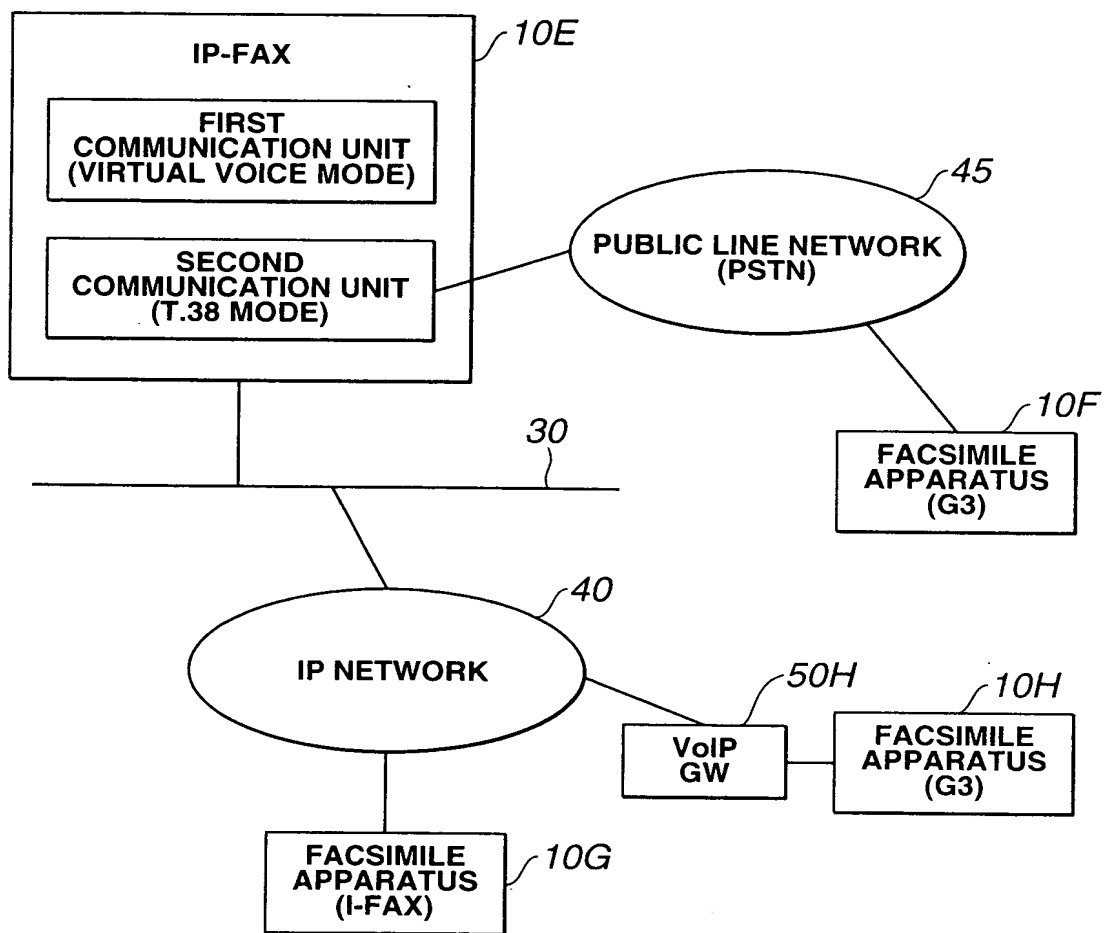 10E
IP-FAX
FIRST
COMMUNICATION UNIT
(VIRTUAL VOICE MODE)
SECOND
COMMUNICATION UNIT
(T.38 MODE)
45
PUBLIC LINE NETWORK
(PSTN)
10F
FACSIMILE
APPARATUS
(G3)
30
40
IP NETWORK
50H
VoIP
GW
10H
FACSIMILE
APPARATUS
(G3)
10G
FACSIMILE
APPARATUS
(I-FAX)